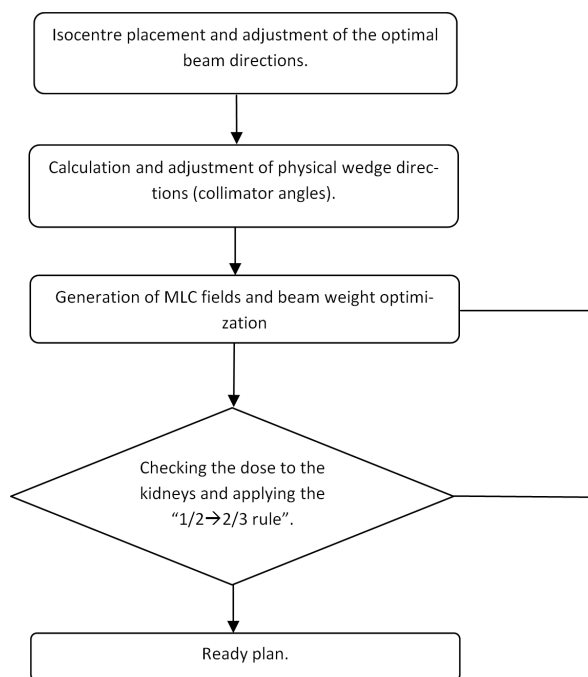 Isocentre placement and adjustment of the optimal
beam directions.
Calculation and adjustment of physical wedge direc-
tions (collimator angles).
Generation of MLC fields and beam weight optimi-
zation
Checking the dose to the
kidneys and applying the
“1/2→2/3 rule”.
Ready plan.